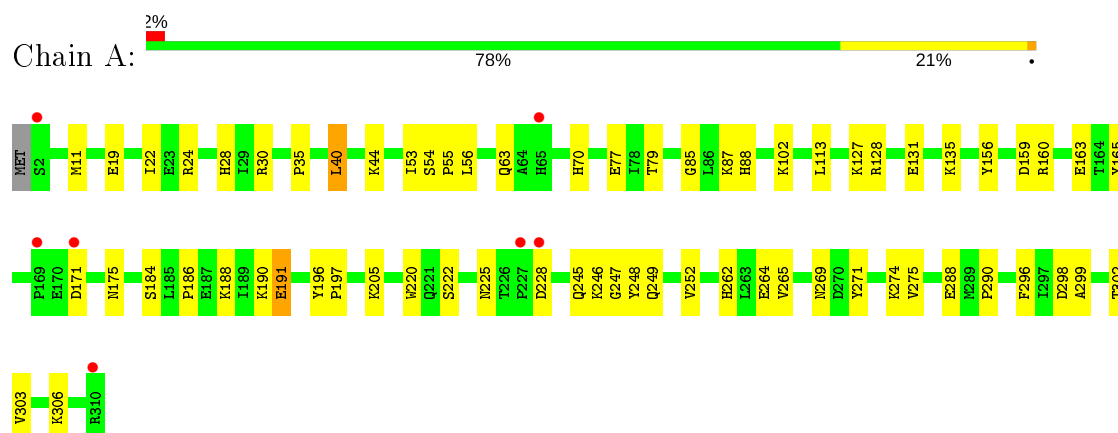 2%
Chain A:
78% 21% •
MET S2 M11 E19 I22 E23 R24 H28 I29 R30 P35 L40 K44 I53 S54 P55 L56 Q63 A64 H65 H70 E77 I78 T79 G85 L86 K87 H88 K102 L113 K127 R128 E131 K135 Y156 D159 R160 E163 T164 Y165
P169 E170 D171 N175 S184 L185 P186 E187 K188 I189 K190 E191 Y196 P197 K205 W220 Q221 S222 N225 T226 P227 D228 Q245 K246 G247 Y248 Q249 V252 H262 L263 E264 V265 N269 D270 Y271 K274 V275 E288 M289 P290 F296 I297 D298 A299 T302
V303 K306 R310